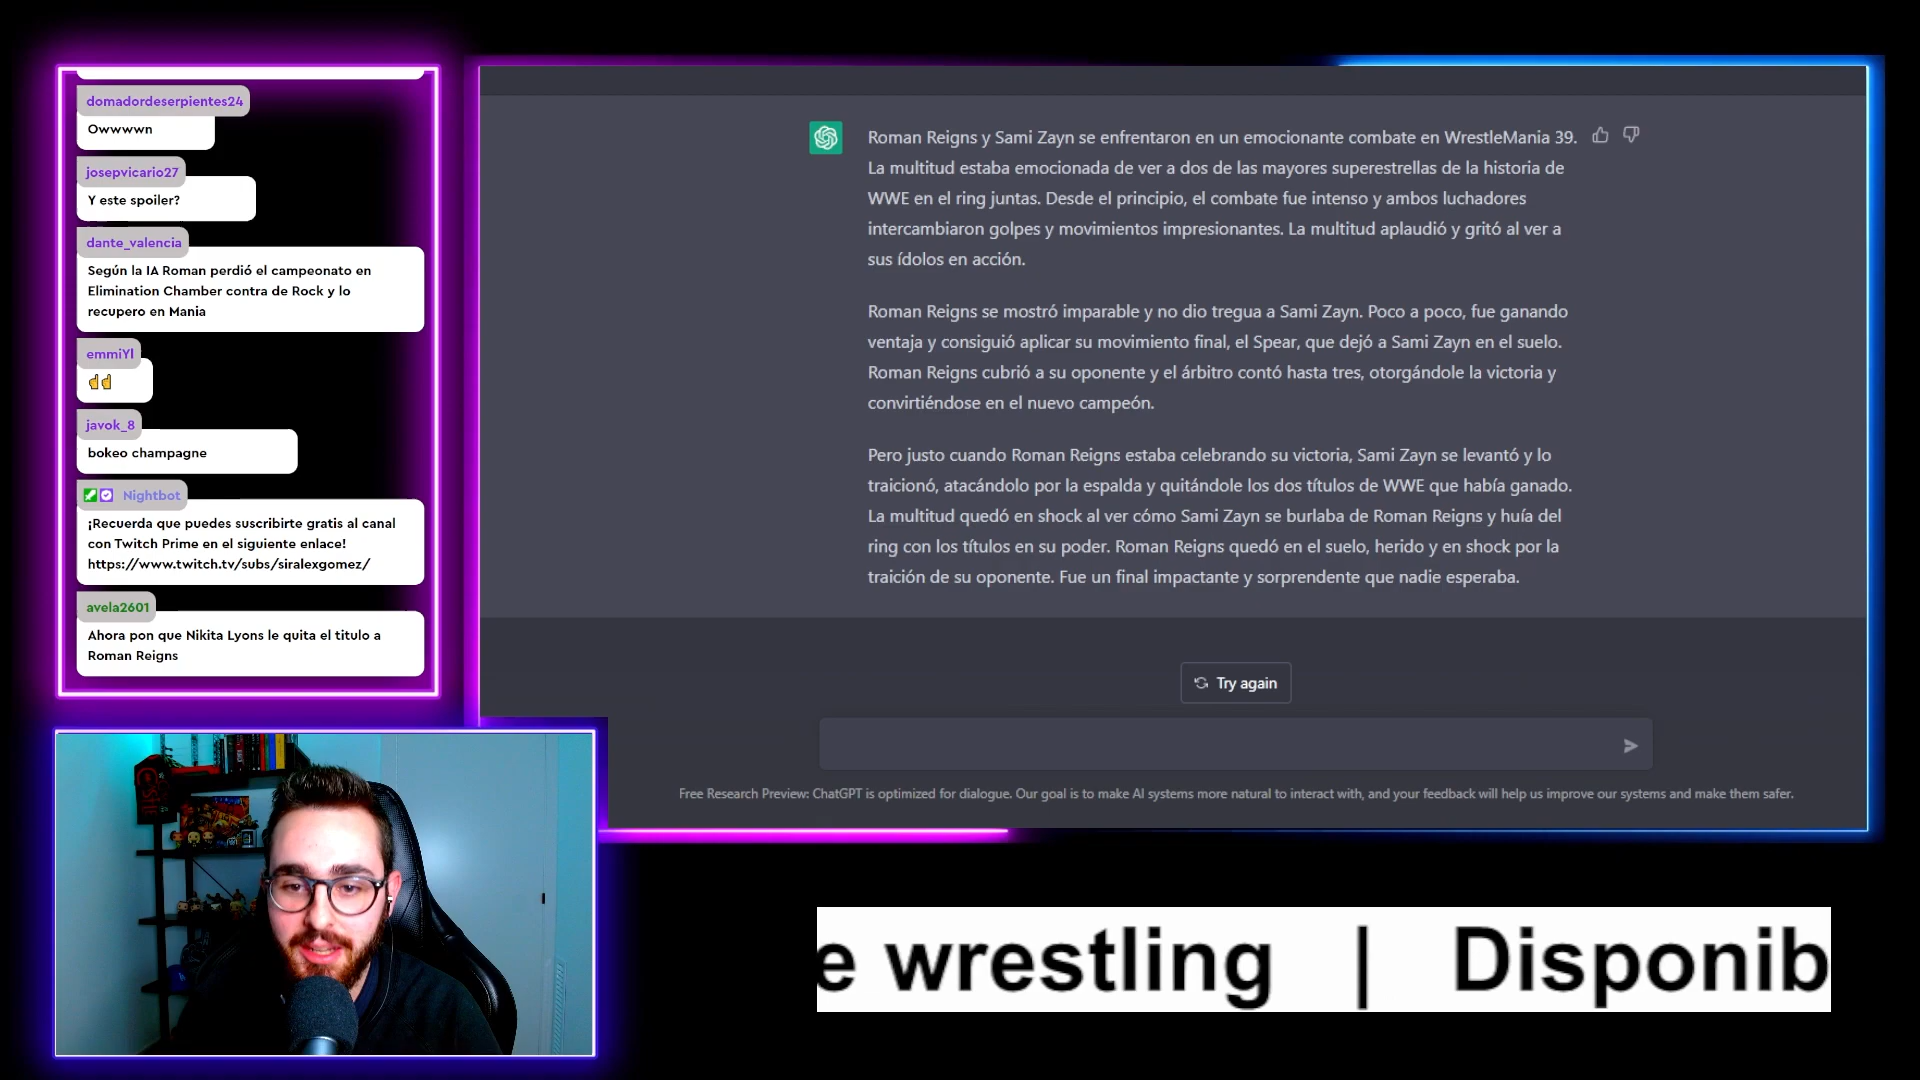 domadordeserpientes24
Owwwwn
josepvicario27
Y este spoiler?
dante_valencia
Según la IA Roman perdió el campeonato en
Elimination Chamber contra de Rock y lo
recupero en Mania
emmiYl
☝️☝️
javok_8
bokeo champagne
Nightbot
¡Recuerda que puedes suscribirte gratis al canal
con Twitch Prime en el siguiente enlace!
https://www.twitch.tv/subs/siralexgomez/
avela2601
Ahora pon que Nikita Lyons le quita el titulo a
Roman Reigns
Roman Reigns y Sami Zayn se enfrentaron en un emocionante combate en WrestleMania 39.
La multitud estaba emocionada de ver a dos de las mayores superestrellas de la historia de
WWE en el ring juntas. Desde el principio, el combate fue intenso y ambos luchadores
intercambiaron golpes y movimientos impresionantes. La multitud aplaudió y gritó al ver a
sus ídolos en acción.
Roman Reigns se mostró imparable y no dio tregua a Sami Zayn. Poco a poco, fue ganando
ventaja y consiguió aplicar su movimiento final, el Spear, que dejó a Sami Zayn en el suelo.
Roman Reigns cubrió a su oponente y el árbitro contó hasta tres, otorgándole la victoria y
convirtiéndose en el nuevo campeón.
Pero justo cuando Roman Reigns estaba celebrando su victoria, Sami Zayn se levantó y lo
traicionó, atacándolo por la espalda y quitándole los dos títulos de WWE que había ganado.
La multitud quedó en shock al ver cómo Sami Zayn se burlaba de Roman Reigns y huía del
ring con los títulos en su poder. Roman Reigns quedó en el suelo, herido y en shock por la
traición de su oponente. Fue un final impactante y sorprendente que nadie esperaba.
Try again
Free Research Preview: ChatGPT is optimized for dialogue. Our goal is to make AI systems more natural to interact with, and your feedback will help us improve our systems and make them safer.
e wrestling | Disponib